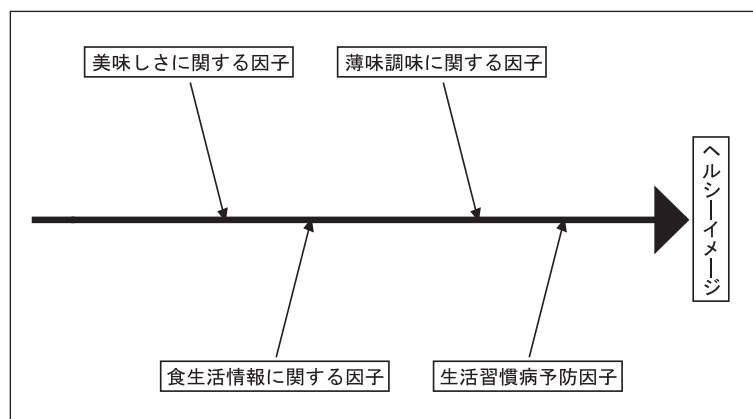 美味しさに関する因子
薄味調味に関する因子
ヘルシーイメージ
食生活情報に関する因子
生活習慣病予防因子